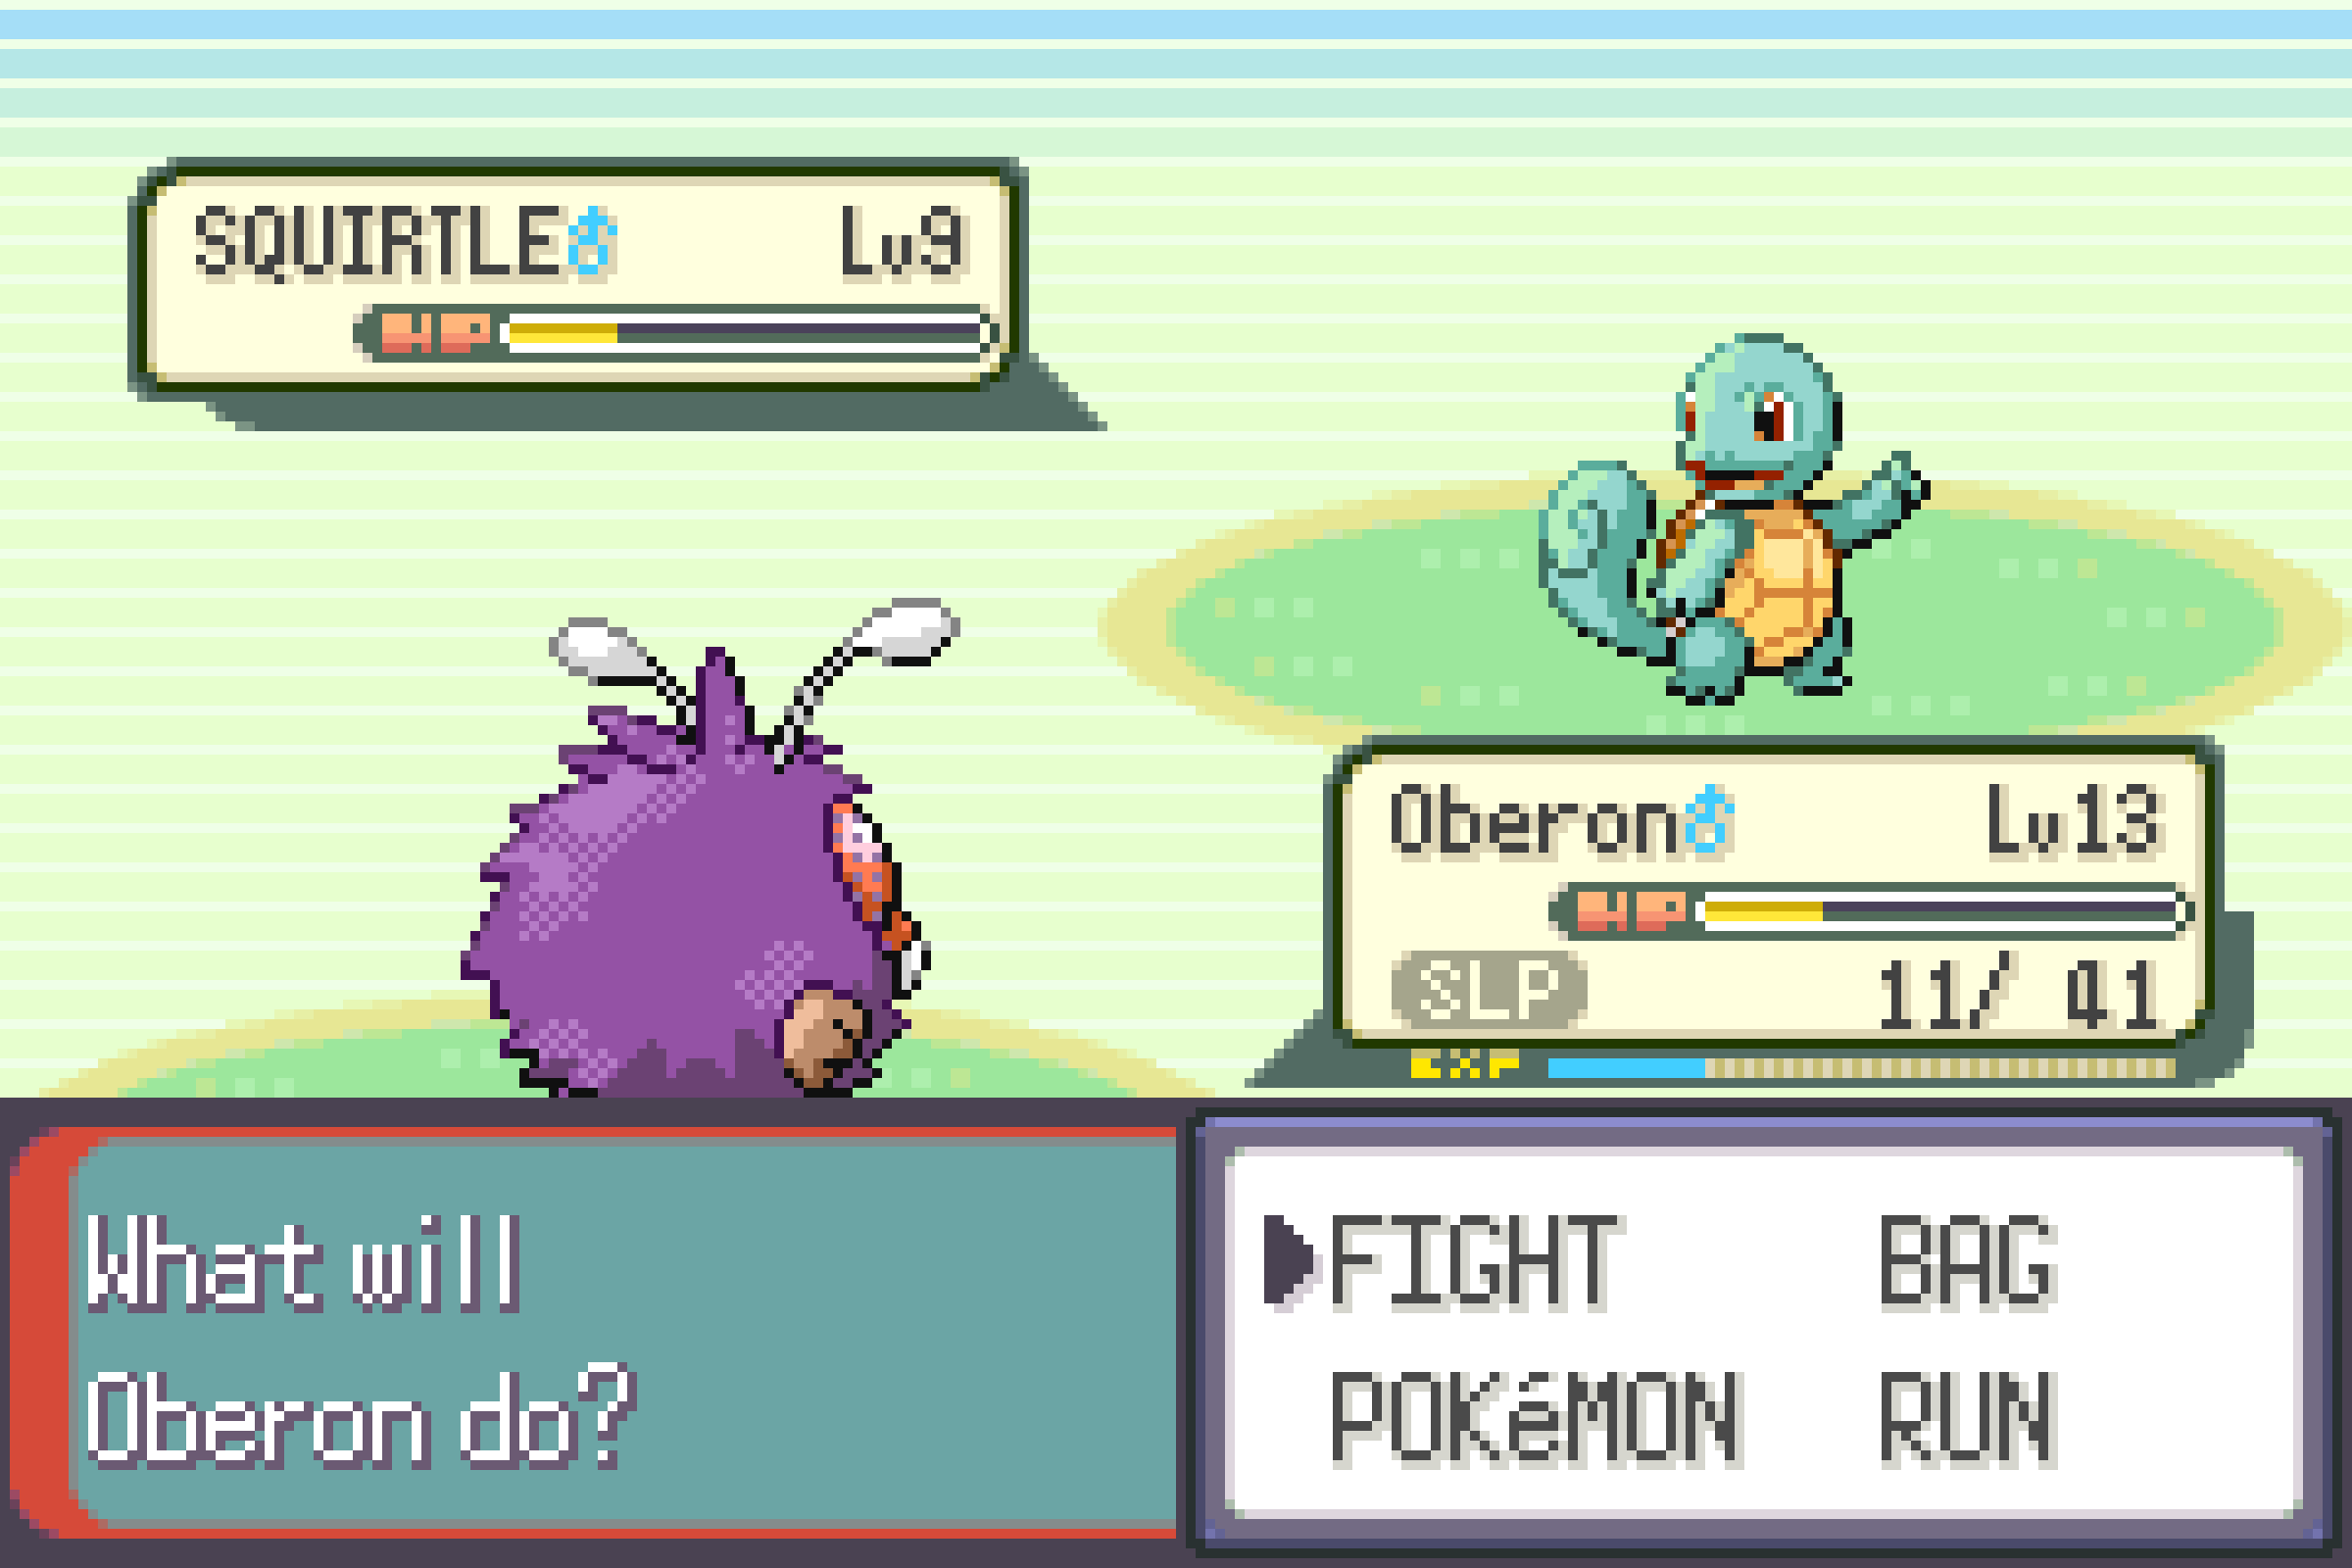 SQUIRTLE♂ Lv9
HP
Oberon♂ Lv13
HP
SLP 11/ 41
EXP
What will
Oberon do?
▶FIGHT BAG
POKéMON RUN